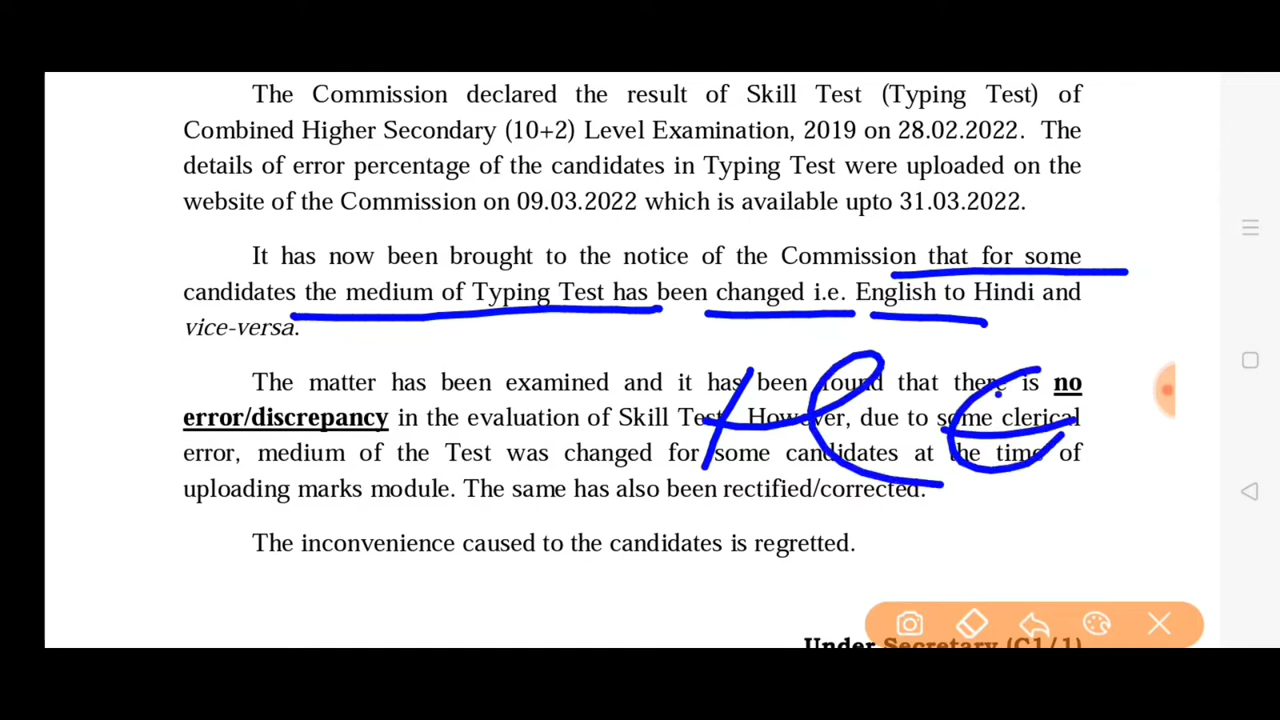 The Commission declared the result of Skill Test (Typing Test) of
Combined Higher Secondary (10+2) Level Examination, 2019 on 28.02.2022. The
details of error percentage of the candidates in Typing Test were uploaded on the
website of the Commission on 09.03.2022 which is available upto 31.03.2022.
It has now been brought to the notice of the Commission that for some
candidates the medium of Typing Test has been changed i.e. English to Hindi and
vice-versa.
The matter has been examined and it has been found that there is no
error/discrepancy in the evaluation of Skill Test. However, due to some clerical
error, medium of the Test was changed for some candidates at the time of
uploading marks module. The same has also been rectified/corrected.
The inconvenience caused to the candidates is regretted.
Under Secretary (C1/1)